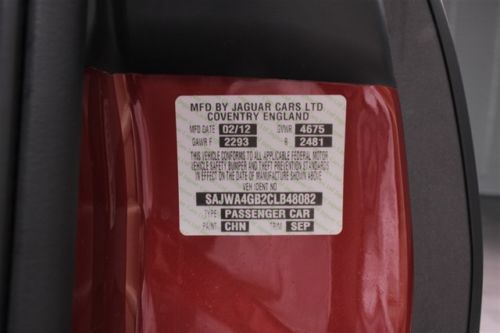 MFD BY JAGUAR CARS LTD
COVENTRY ENGLAND
MFG DATE 02/12 GVWR 4675
GAWR F 2293 R 2481
THIS VEHICLE CONFORMS TO ALL APPLICABLE FEDERAL MOTOR
VEHICLE SAFETY BUMPER AND THEFT PREVENTION STANDARDS
IN EFFECT ON THE DATE OF MANUFACTURE SHOWN ABOVE
VEH IDENT NO
SAJWA4GB2CLB48082
TYPE PASSENGER CAR
PAINT CHN TRIM SEP